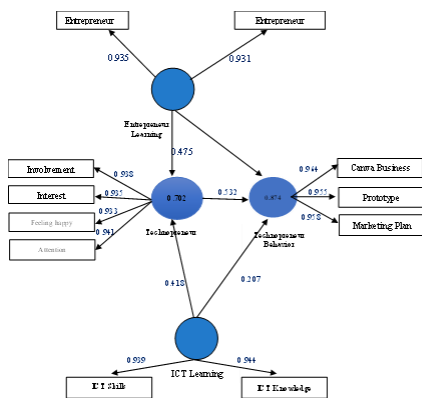 Entrepreneur
Entrepreneur
0.935
0.931
Entrepreneur
Learning
0.475
Involvement
Interest
Feeling happy
Attention
0.938
0.935
0.933
0.941
0.702
0.532
0.874
Technopreneur
Technopreneur
Behavior
0.944
0.955
0.958
Canva Business
Prototype
Marketing Plan
0.418
0.207
ICT Learning
0.939
0.944
ICT Skills
ICT Knowledge